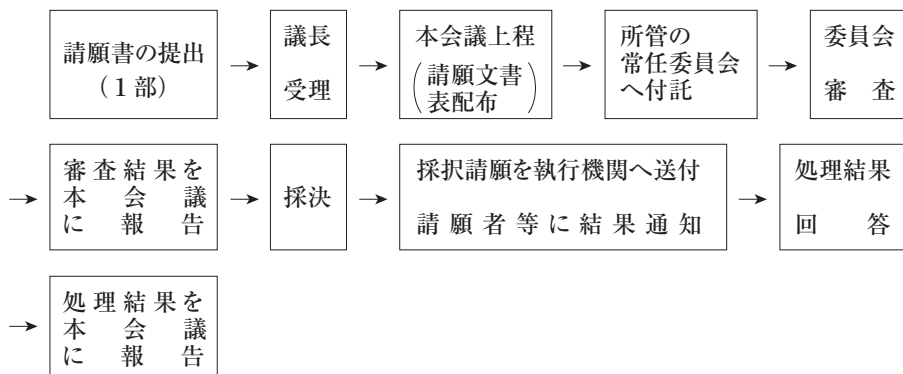 請願書の提出
（１部）
議長
受理
本会議上程
（請願文書
表配布）
所管の
常任委員会
へ付託
委員会
審査
審査結果を
本会議
に報告
採決
採択請願を執行機関へ送付
請願者等に結果通知
処理結果
回答
処理結果を
本会議
に報告